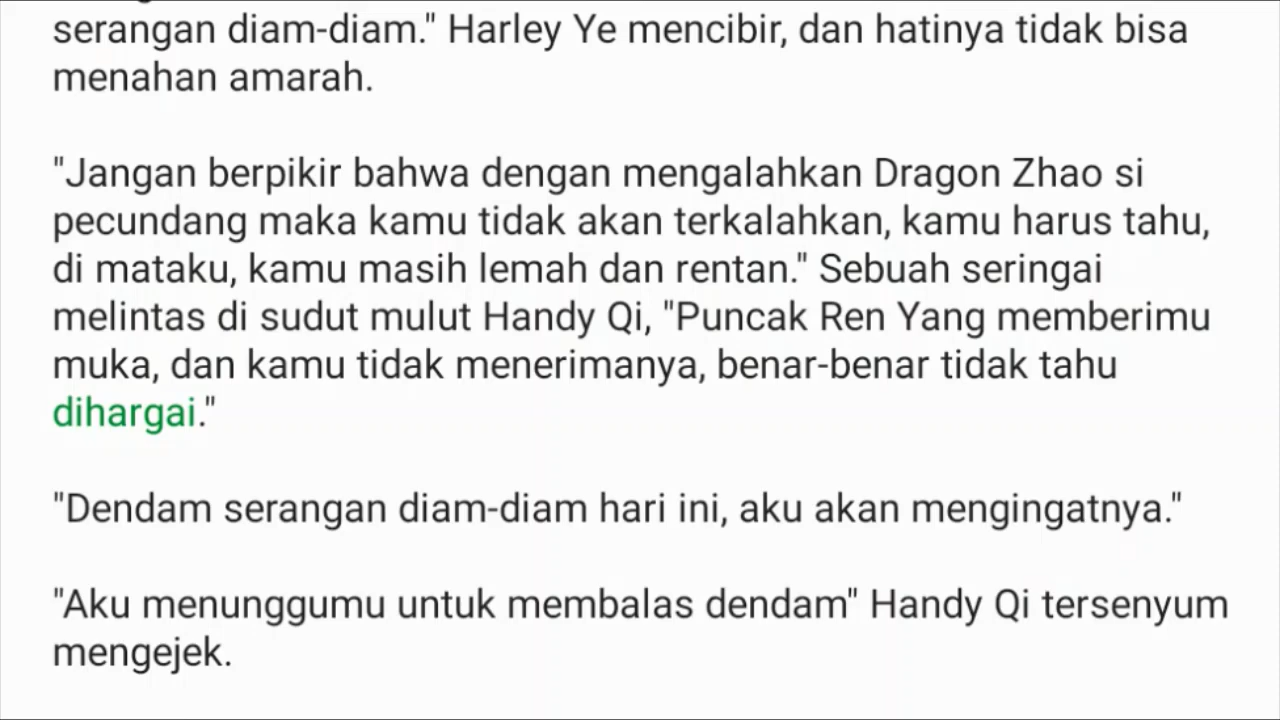 serangan diam-diam." Harley Ye mencibir, dan hatinya tidak bisa
menahan amarah.
"Jangan berpikir bahwa dengan mengalahkan Dragon Zhao si
pecundang maka kamu tidak akan terkalahkan, kamu harus tahu,
di mataku, kamu masih lemah dan rentan." Sebuah seringai
melintas di sudut mulut Handy Qi, "Puncak Ren Yang memberimu
muka, dan kamu tidak menerimanya, benar-benar tidak tahu
dihargai."
"Dendam serangan diam-diam hari ini, aku akan mengingatnya."
"Aku menunggumu untuk membalas dendam" Handy Qi tersenyum
mengejek.